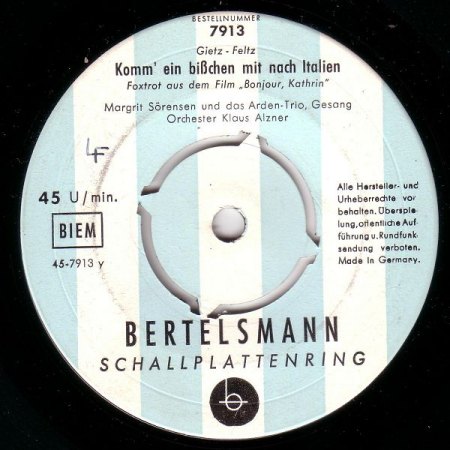 BESTELLNUMMER
7913
Gietz - Feltz
Komm' ein bißchen mit nach Italien
Foxtrot aus dem Film „Bonjour, Kathrin"
Margrit Sörensen und das Arden-Trio, Gesang
Orchester Klaus Alzner
4F
45 U/min.
BIEM
45-7913 y
Alle Hersteller- und
Urheberrechte vor
behalten. Überspie-
lung, öffentliche Auf-
führung u. Rundfunk-
sendung verboten.
Made in Germany.
BERTELSMANN
SCHALLPLATTENRING
b